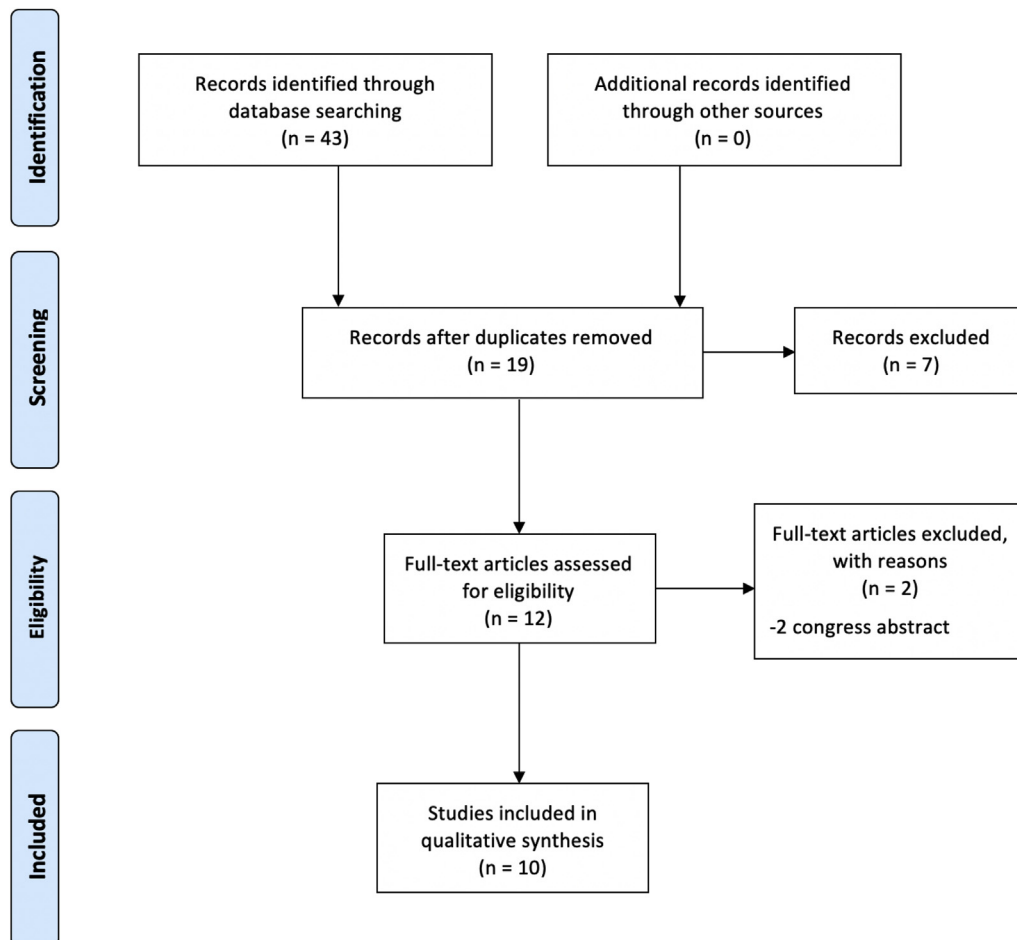 Identification
Records identified through
database searching
(n = 43)
Additional records identified
through other sources
(n = 0)
Screening
Records after duplicates removed
(n = 19)
Records excluded
(n = 7)
Eligibility
Full-text articles assessed
for eligibility
(n = 12)
Full-text articles excluded,
with reasons
(n = 2)
-2 congress abstract
Included
Studies included in
qualitative synthesis
(n = 10)